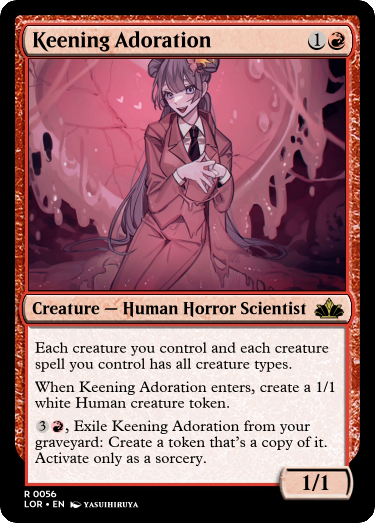 Keening Adoration 1
Creature — Human Horror Scientist
Each creature you control and each creature
spell you control has all creature types.
When Keening Adoration enters, create a 1/1
white Human creature token.
3, Exile Keening Adoration from your
graveyard: Create a token that's a copy of it.
Activate only as a sorcery.
1/1
R 0056
LOR • EN YASUIHIRUYA